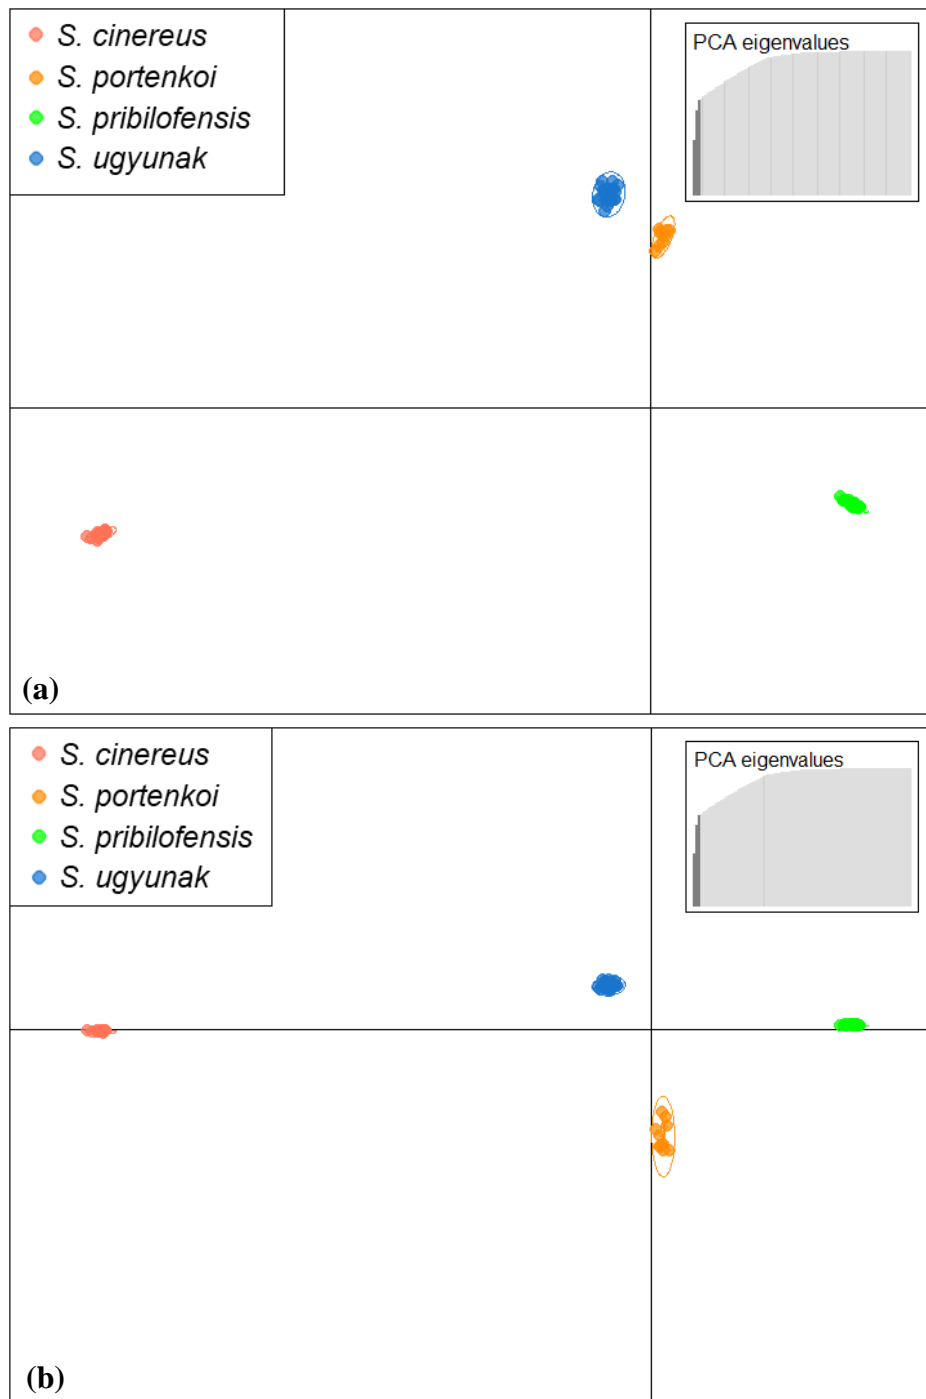 S. cinereus
S. portenkoi
S. pribilofensis
S. ugyunak
PCA eigenvalues
(a)
S. cinereus
S. portenkoi
S. pribilofensis
S. ugyunak
PCA eigenvalues
(b)